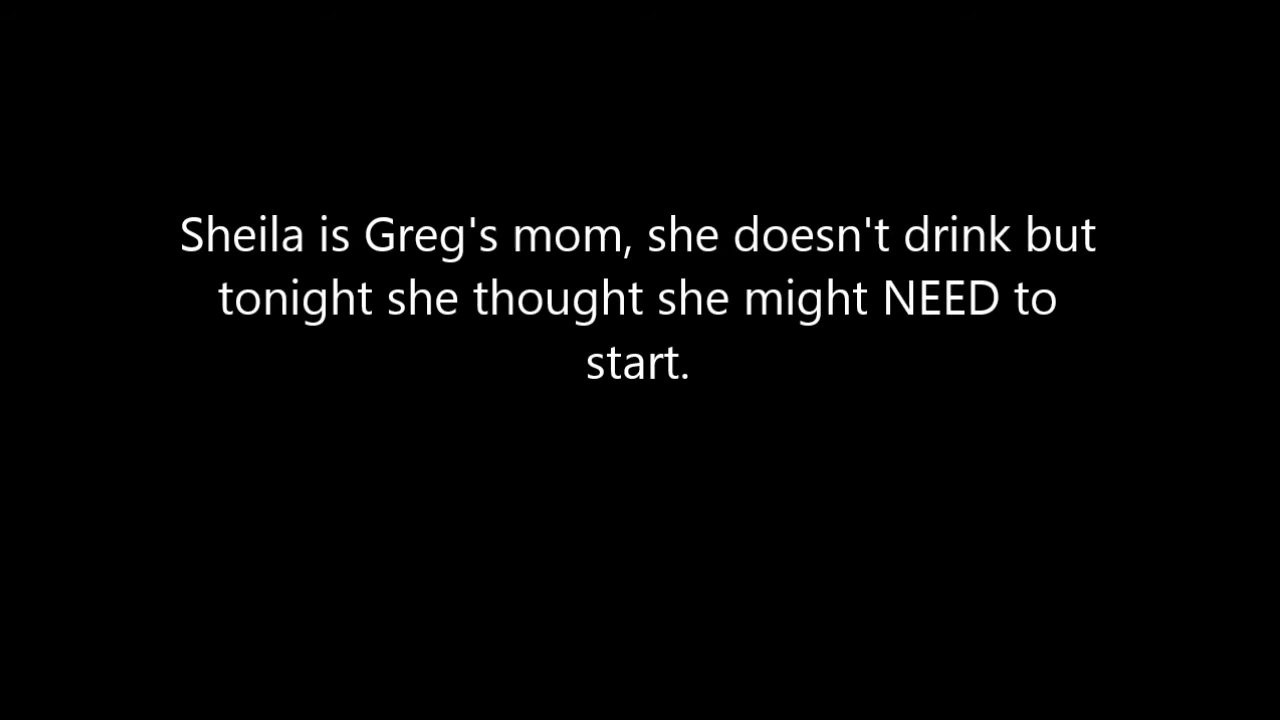 Sheila is Greg's mom, she doesn't drink but
tonight she thought she might NEED to
start.